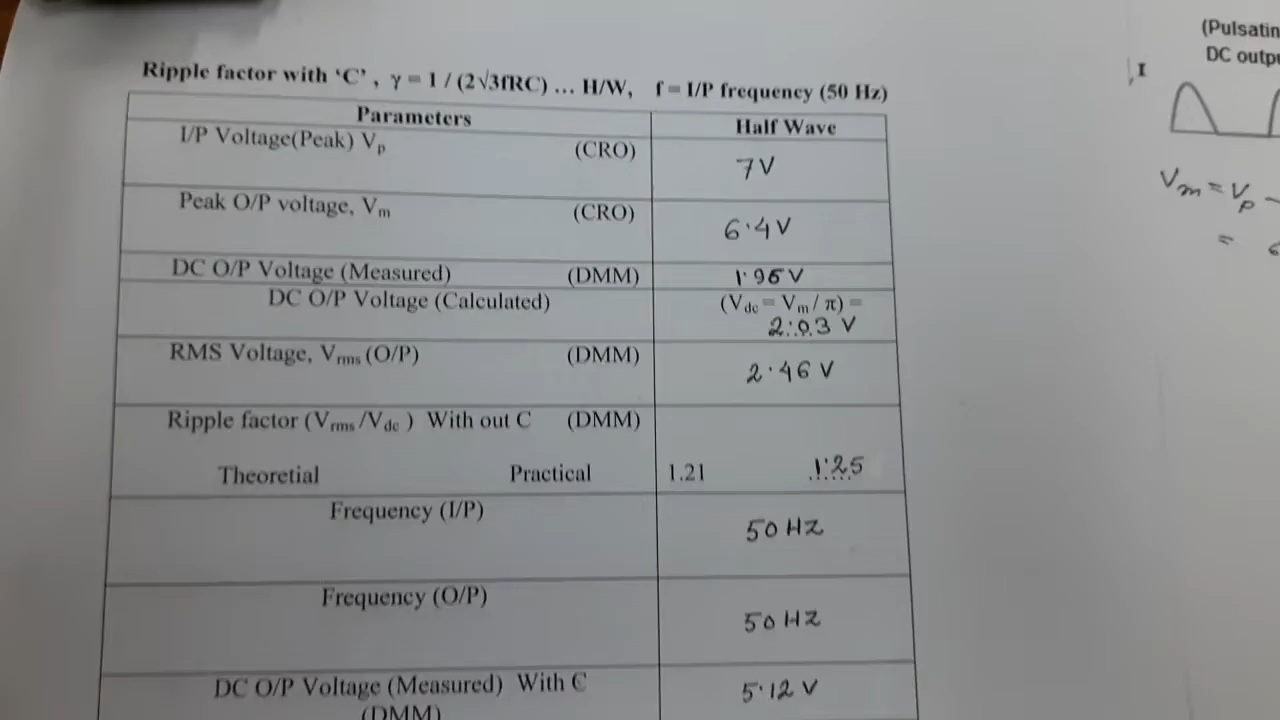 (Pulsatin
DC outpu
I
Ripple factor with ‘C’ , γ = 1 / (2√3fRC) ... H/W, f = I/P frequency (50 Hz)
Parameters Half Wave
I/P Voltage(Peak) Vp (CRO) 7V
Vm = Vp -
=
Peak O/P voltage, Vm (CRO) 6.4V
DC O/P Voltage (Measured) (DMM) 1.96V
DC O/P Voltage (Calculated) (Vdc = Vm / π) =
2.03 V
RMS Voltage, Vrms (O/P) (DMM) 2.46 V
Ripple factor (Vrms /Vdc ) With out C (DMM)
Theoretial Practical 1.21 1.25
Frequency (I/P) 50 HZ
Frequency (O/P) 50 HZ
DC O/P Voltage (Measured) With C 5.12 V
(DMM)